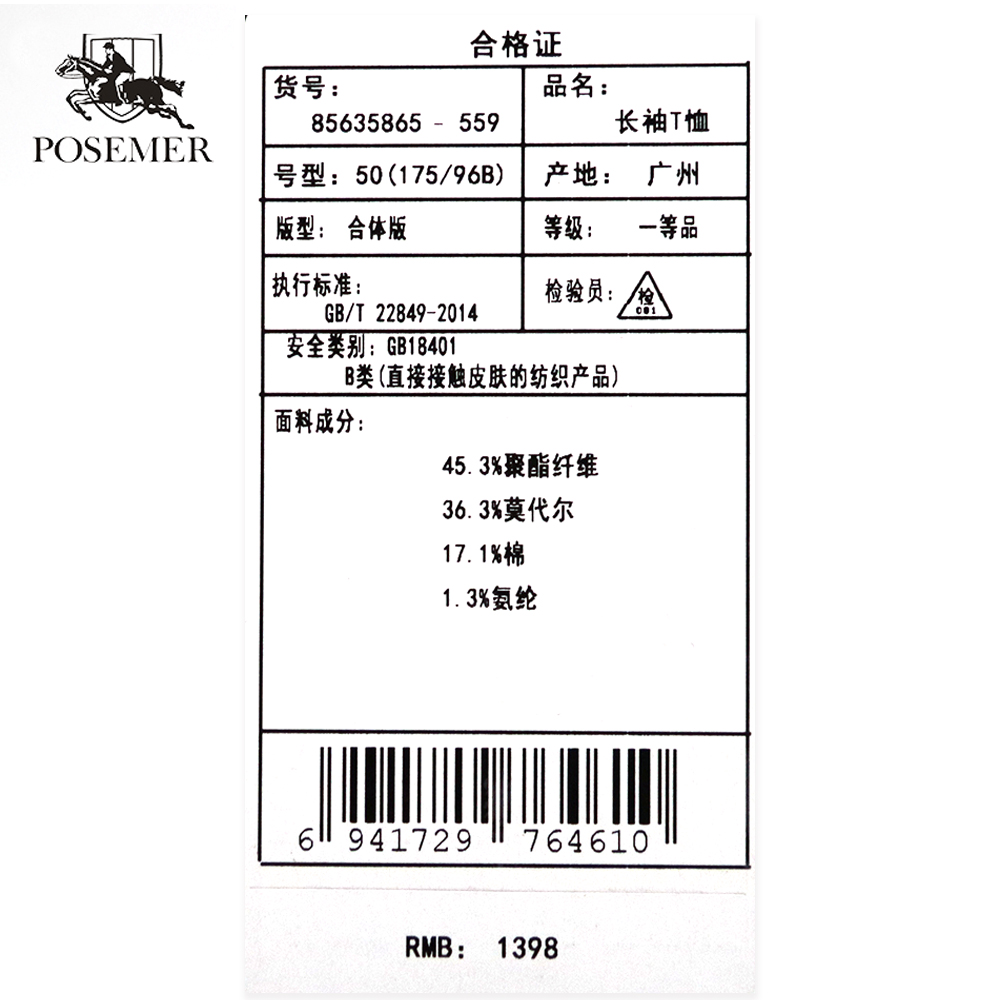 POSEMER
合格证
货号:
85635865 - 559
品名:
长袖T恤
号型: 50(175/96B)
产地: 广州
版型: 合体版
等级: 一等品
执行标准:
GB/T 22849-2014
检验员:
检
001
安全类别: GB18401
B类(直接接触皮肤的纺织产品)
面料成分:
45.3%聚酯纤维
36.3%莫代尔
17.1%棉
1.3%氨纶
6 941729 764610
RMB: 1398